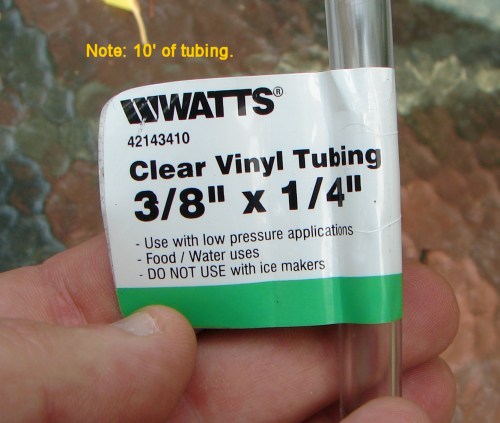 Note: 10' of tubing.
WATTS®
42143410
Clear Vinyl Tubing
3/8" x 1/4"
- Use with low pressure applications
- Food / Water uses
- DO NOT USE with ice makers